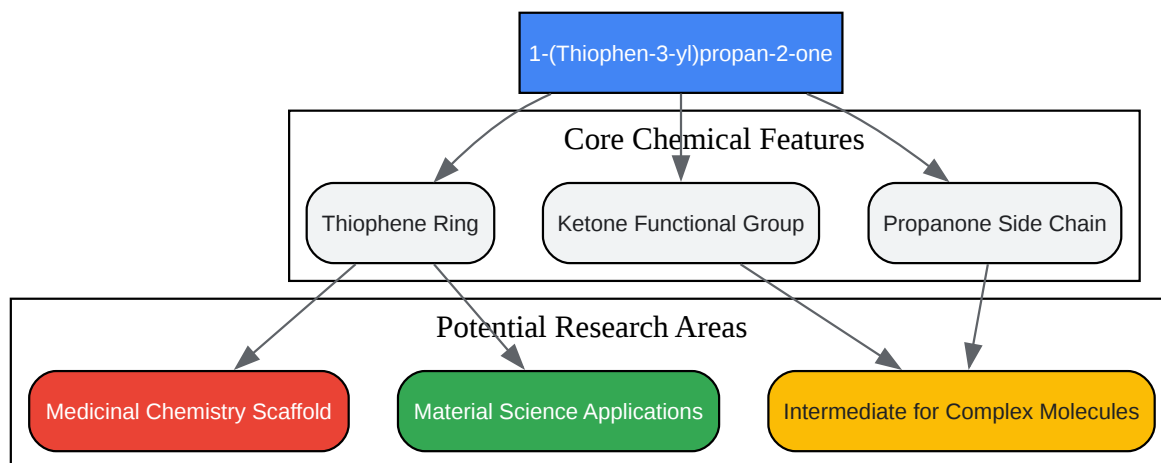 1-(Thiophen-3-yl)propan-2-one
Core Chemical Features
Thiophene Ring
Ketone Functional Group
Propanone Side Chain
Potential Research Areas
Medicinal Chemistry Scaffold
Material Science Applications
Intermediate for Complex Molecules